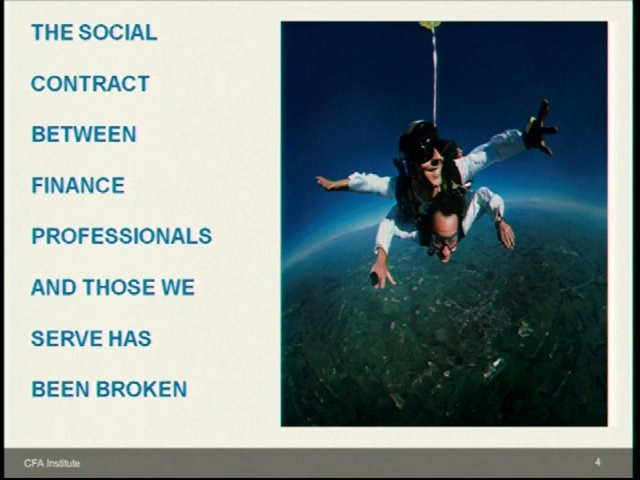 THE SOCIAL
CONTRACT
BETWEEN
FINANCE
PROFESSIONALS
AND THOSE WE
SERVE HAS
BEEN BROKEN
CFA Institute
4